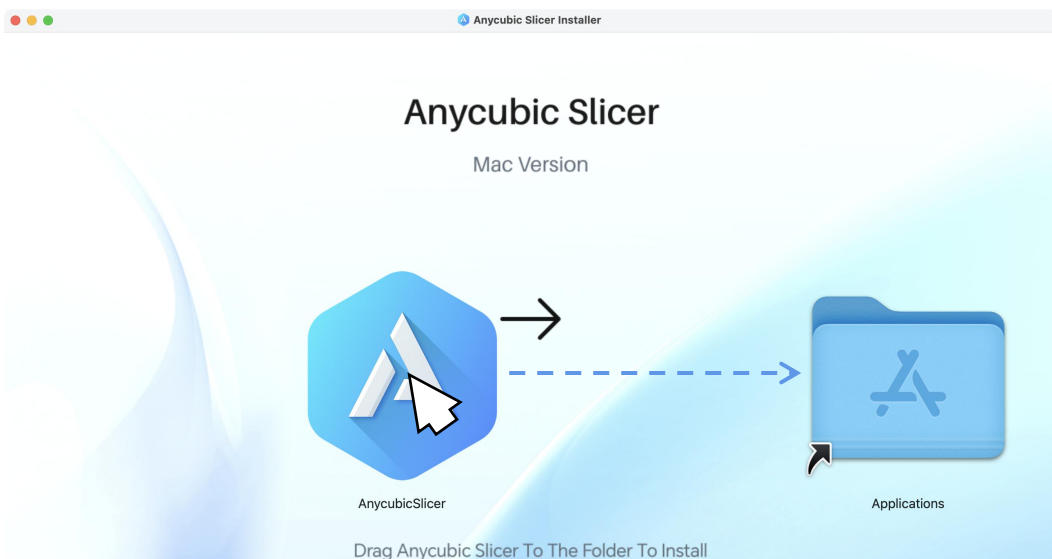 Anycubic Slicer Installer
Anycubic Slicer
Mac Version
AnycubicSlicer
Applications
Drag Anycubic Slicer To The Folder To Install